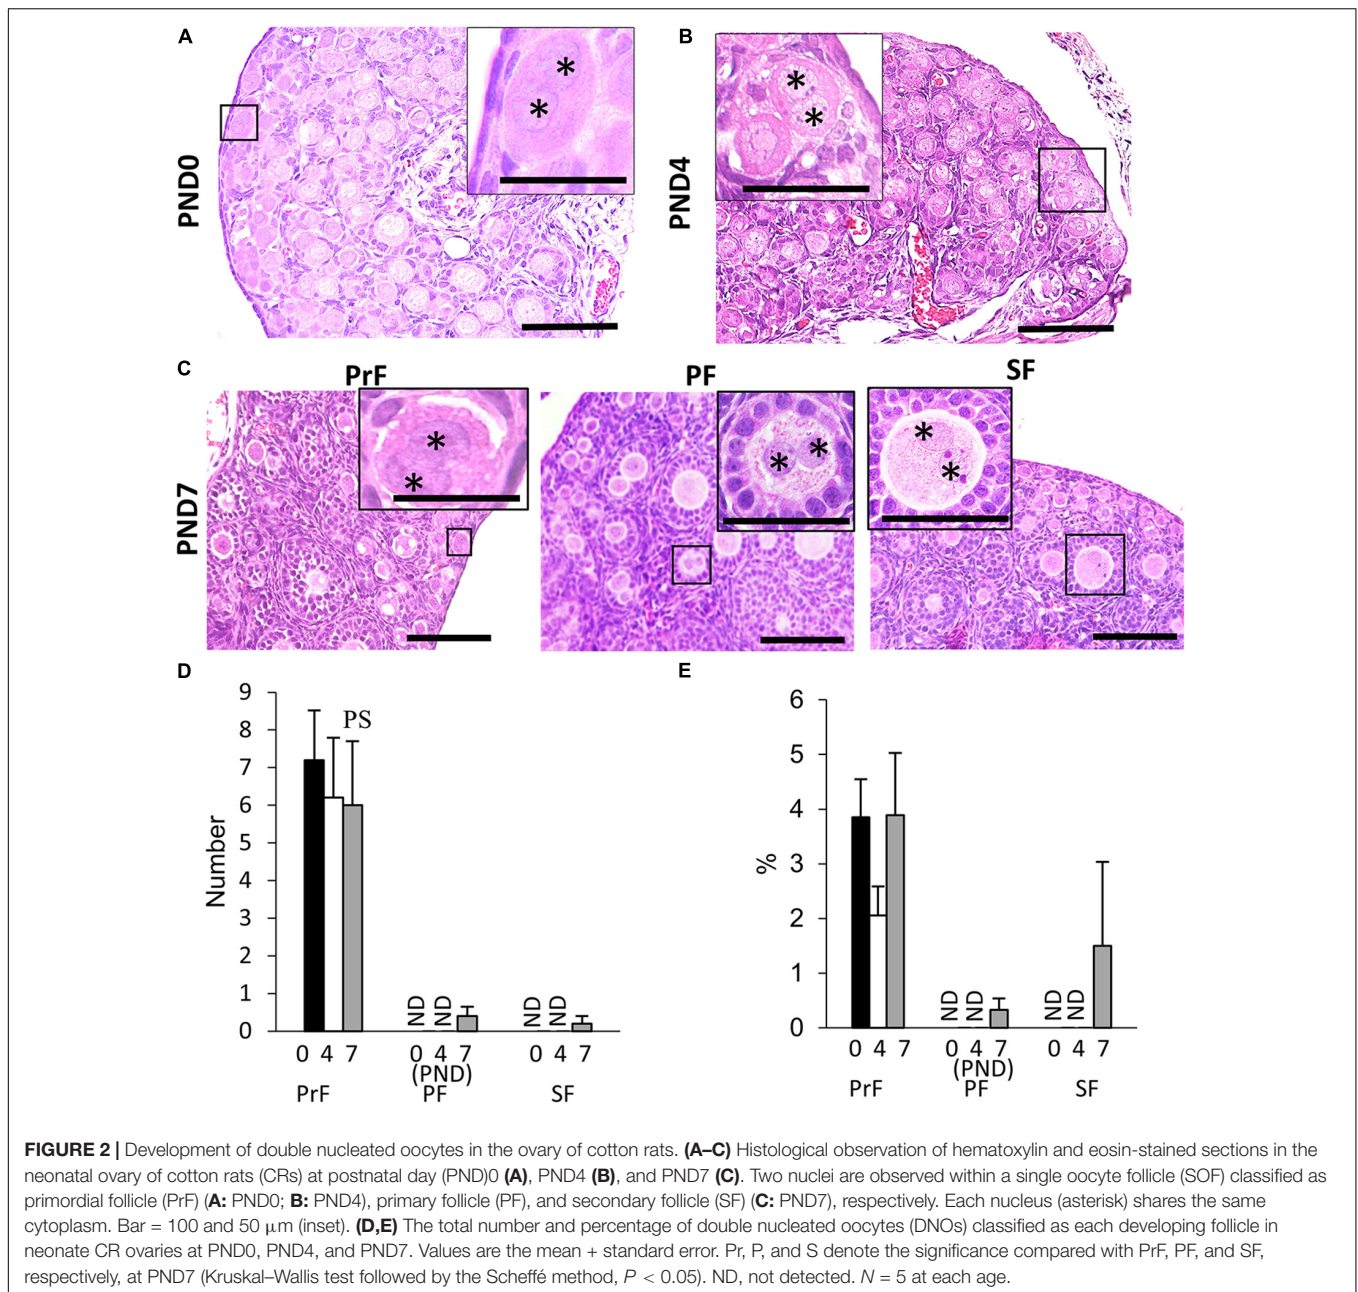 A
B
PND0
*
*
PND4
*
*
C
PrF
PF
SF
PND7
*
*
*
*
*
*
D
E
Number
9
8
7
6
5
4
3
2
1
0
PS
ND
ND
ND
ND
0 4 7
0 4 7
0 4 7
(PND)
PrF
PF
SF
%
6
5
4
3
2
1
0
ND
ND
ND
ND
0 4 7
0 4 7
0 4 7
(PND)
PrF
PF
SF
FIGURE 2 | Development of double nucleated oocytes in the ovary of cotton rats. (A–C) Histological observation of hematoxylin and eosin-stained sections in the
neonatal ovary of cotton rats (CRs) at postnatal day (PND)0 (A), PND4 (B), and PND7 (C). Two nuclei are observed within a single oocyte follicle (SOF) classified as
primordial follicle (PrF) (A: PND0; B: PND4), primary follicle (PF), and secondary follicle (SF) (C: PND7), respectively. Each nucleus (asterisk) shares the same
cytoplasm. Bar = 100 and 50 μm (inset). (D,E) The total number and percentage of double nucleated oocytes (DNOs) classified as each developing follicle in
neonate CR ovaries at PND0, PND4, and PND7. Values are the mean + standard error. Pr, P, and S denote the significance compared with PrF, PF, and SF,
respectively, at PND7 (Kruskal–Wallis test followed by the Scheffé method, P < 0.05). ND, not detected. N = 5 at each age.